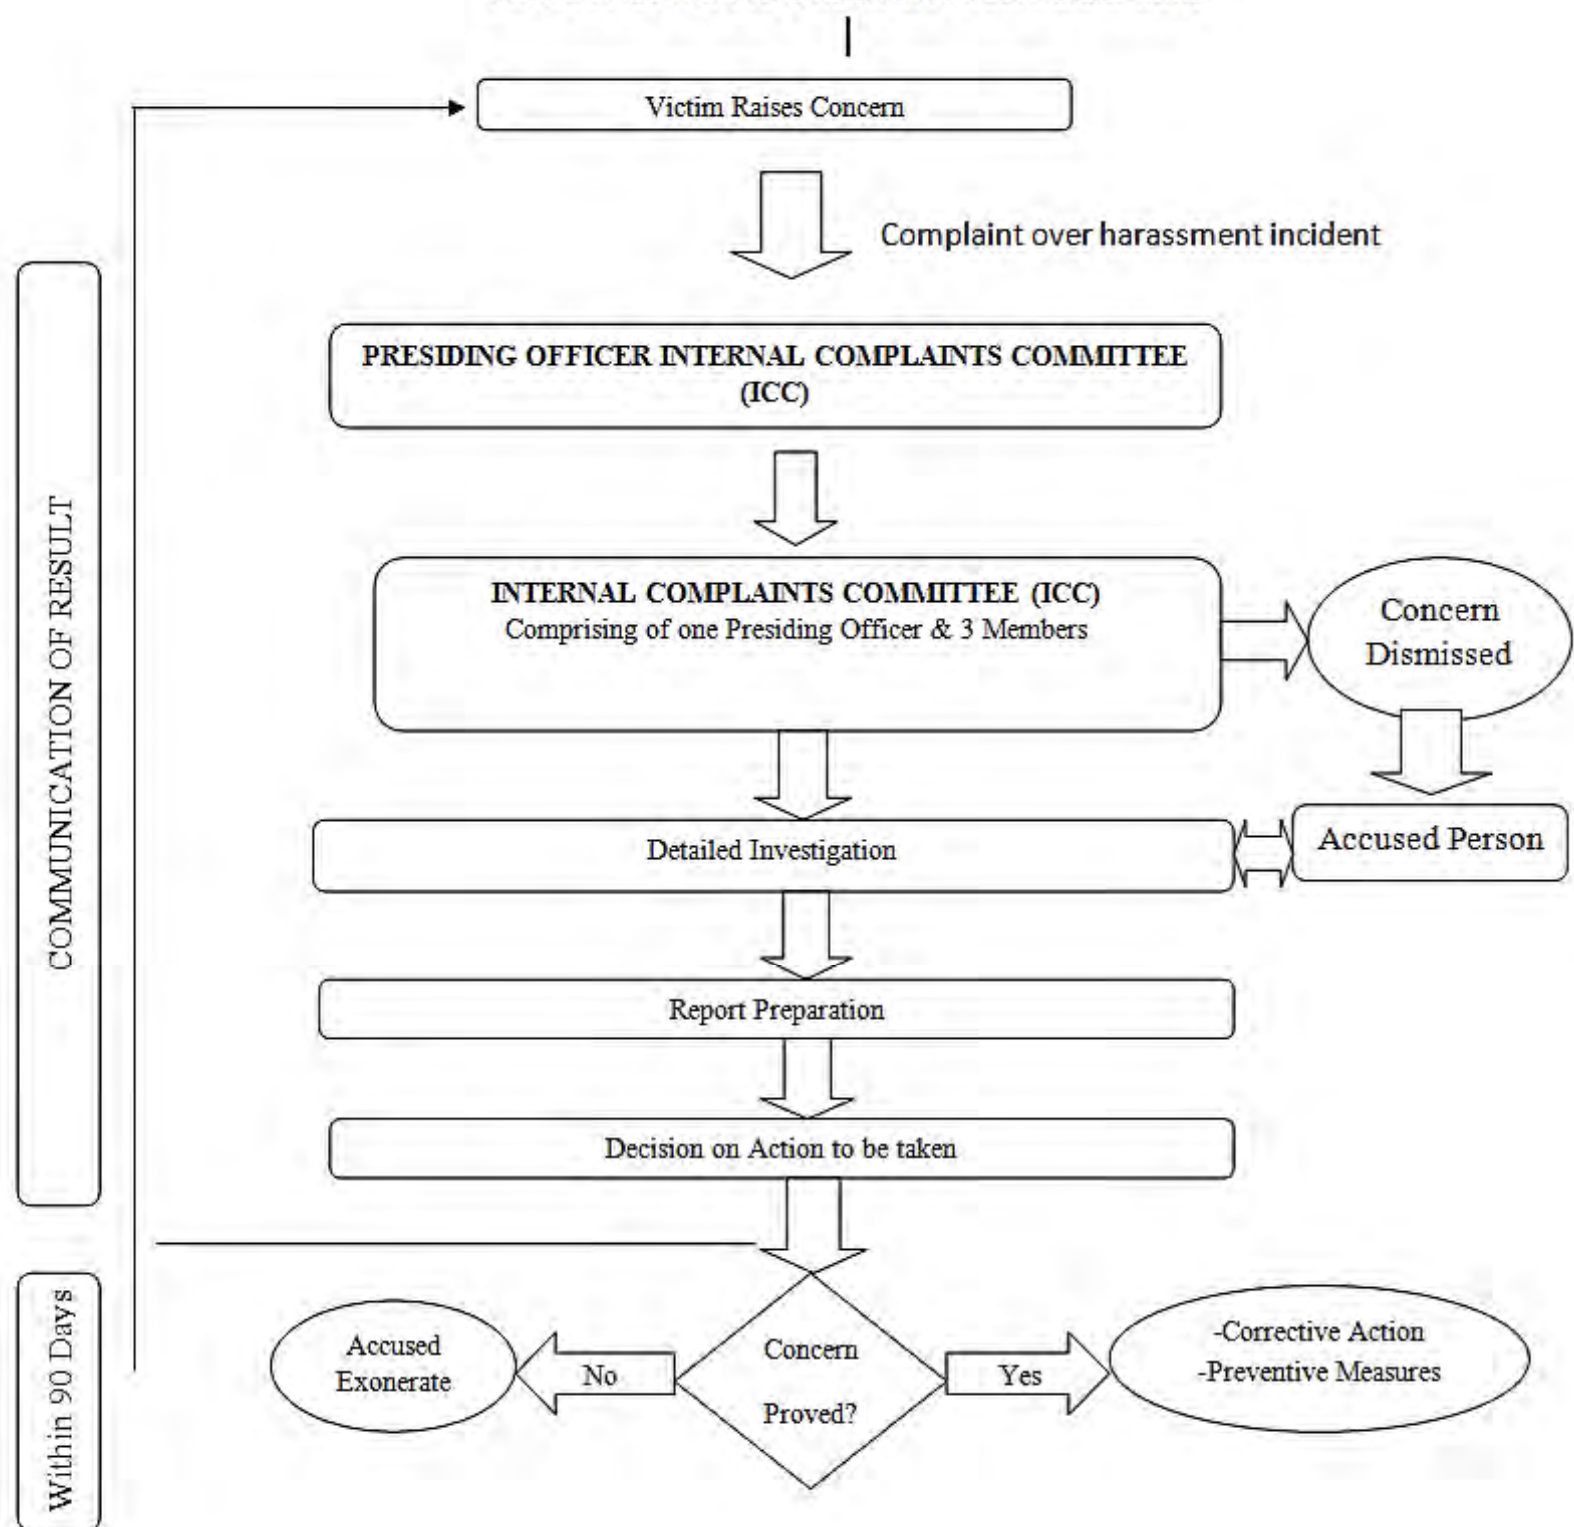 Victim Raises Concern
Complaint over harassment incident
PRESIDING OFFICER INTERNAL COMPLAINTS COMMITTEE
(ICC)
INTERNAL COMPLAINTS COMMITTEE (ICC)
Comprising of one Presiding Officer & 3 Members
Concern
Dismissed
Detailed Investigation
Accused Person
Report Preparation
Decision on Action to be taken
COMMUNICATION OF RESULT
Within 90 Days
Accused
Exonerate
No
Concern
Proved?
Yes
-Corrective Action
-Preventive Measures